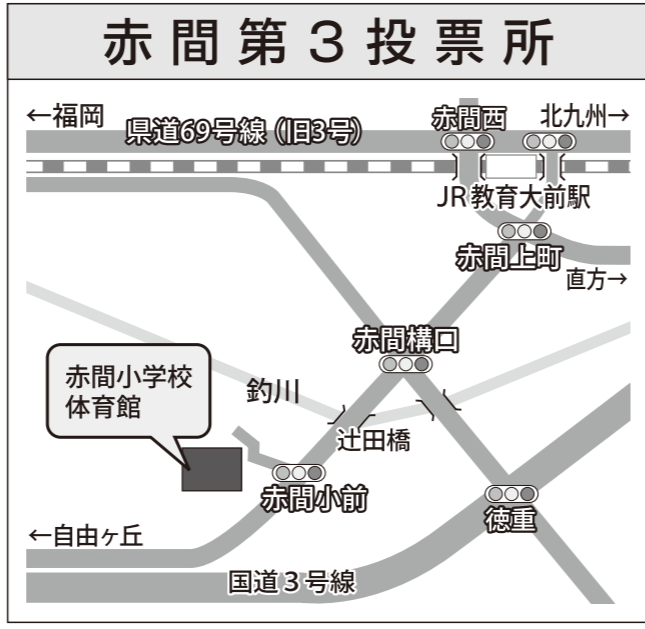 赤間第3投票所
←福岡
県道69号線（旧3号）
赤間西
北九州→
JR教育大前駅
赤間上町
直方→
赤間構口
赤間小学校
体育館
釣川
辻田橋
赤間小前
徳重
←自由ヶ丘
国道３号線